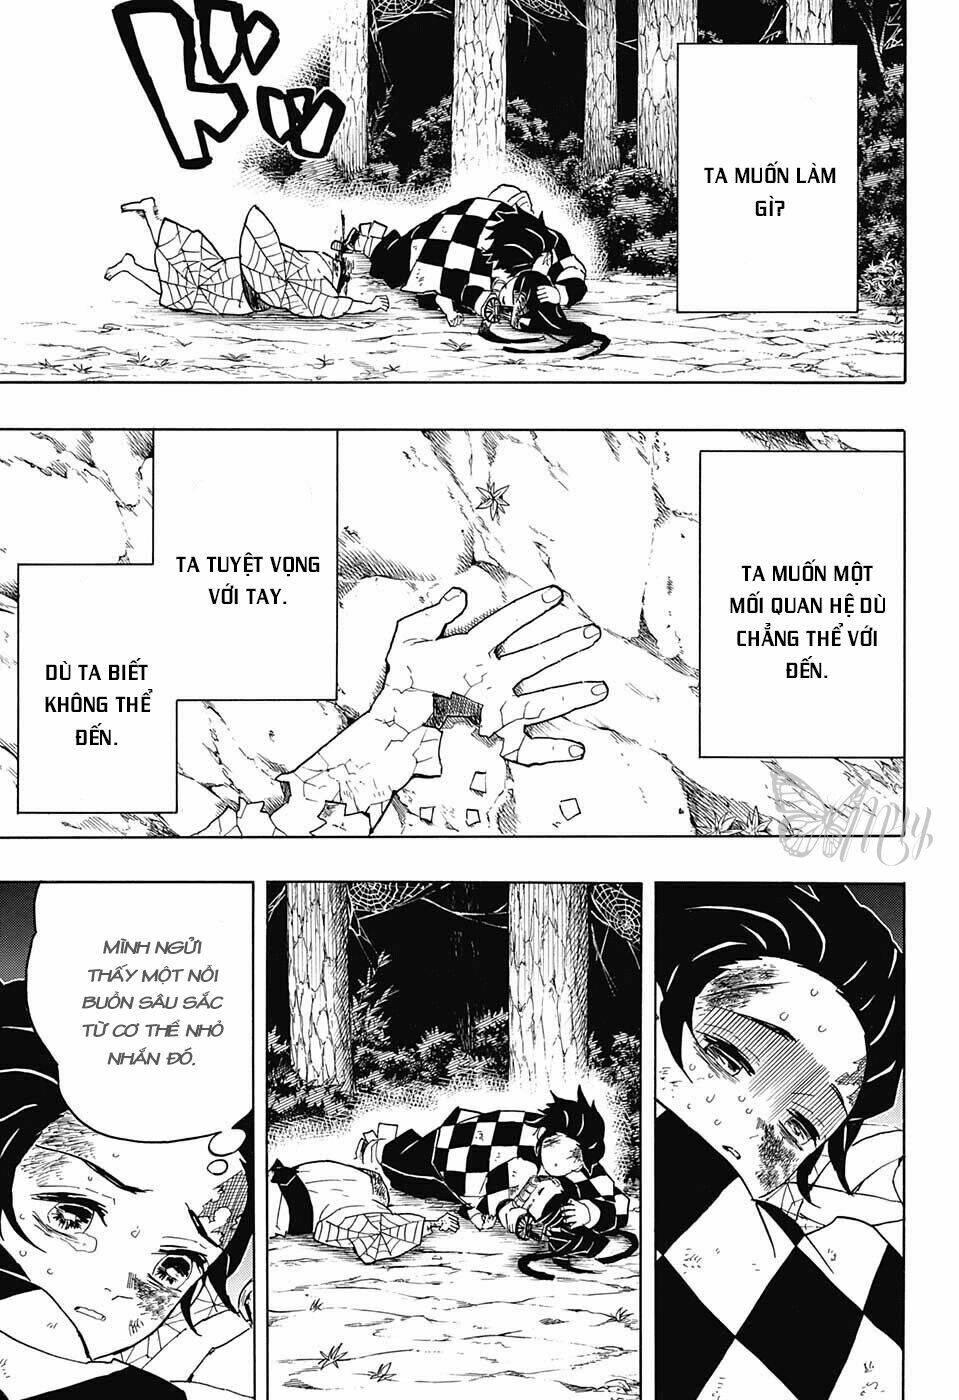 ドッ
TA MUỐN LÀM
GÌ?
TA MUỐN MỘT
MỐI QUAN HỆ DÙ
CHẲNG THỂ VỚI
ĐẾN.
TA TUYỆT VỌNG
VỚI TAY.
DÙ TA BIẾT
KHÔNG THỂ
ĐẾN.
MÌNH NGỬI
THẤY MỘT NỖI
BUỒN SÂU SẮC
TỪ CƠ THỂ NHỎ
NHẮN ĐÓ.